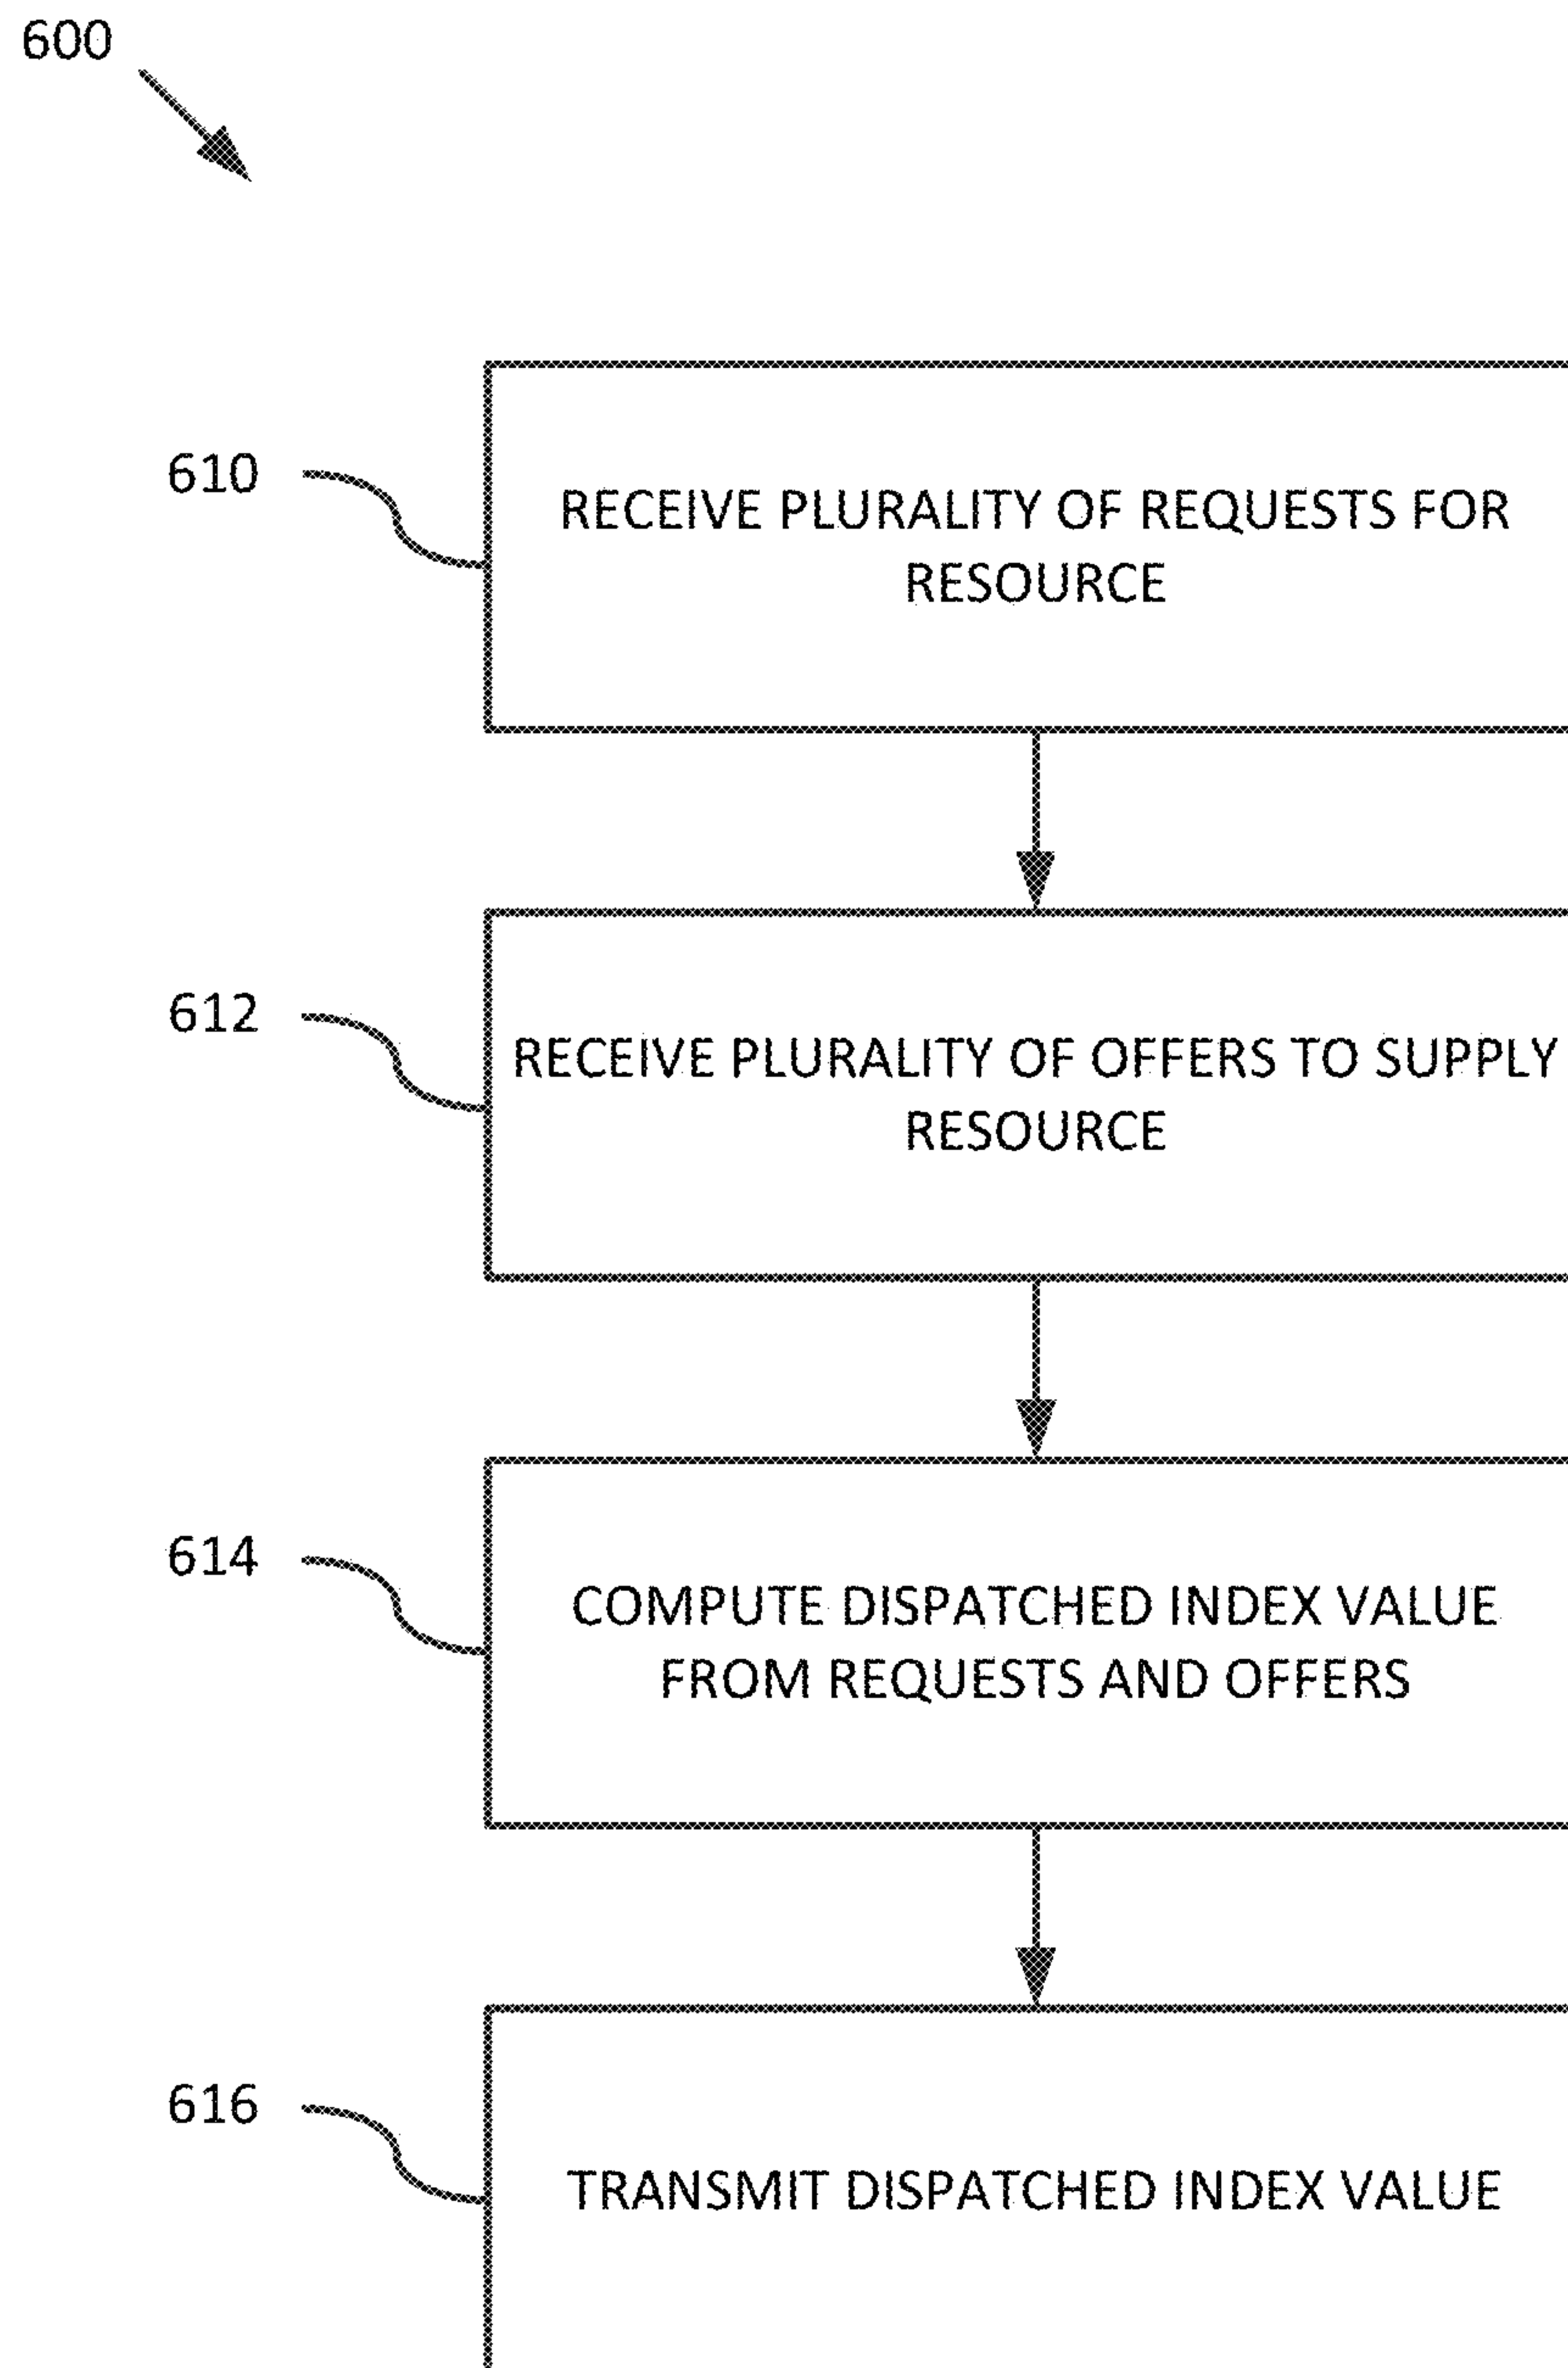 600
610
RECEIVE PLURALITY OF REQUESTS FOR
RESOURCE
612
RECEIVE PLURALITY OF OFFERS TO SUPPLY
RESOURCE
614
COMPUTE DISPATCHED INDEX VALUE
FROM REQUESTS AND OFFERS
616
TRANSMIT DISPATCHED INDEX VALUE